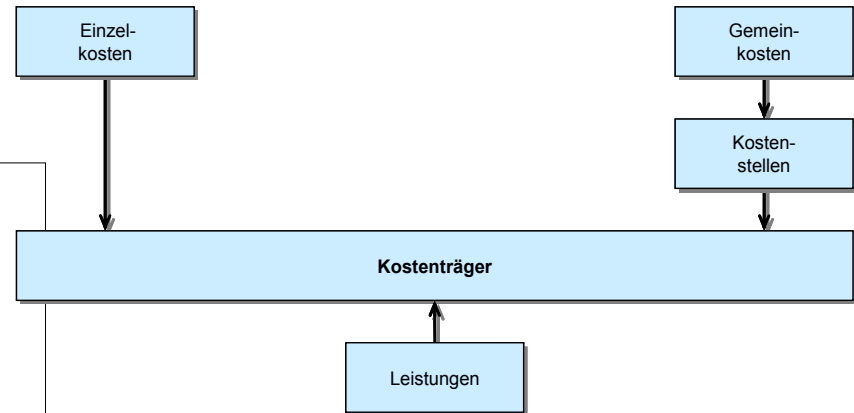 Einzel-
kosten
Gemein-
kosten
Kosten-
stellen
Kostenträger
Leistungen